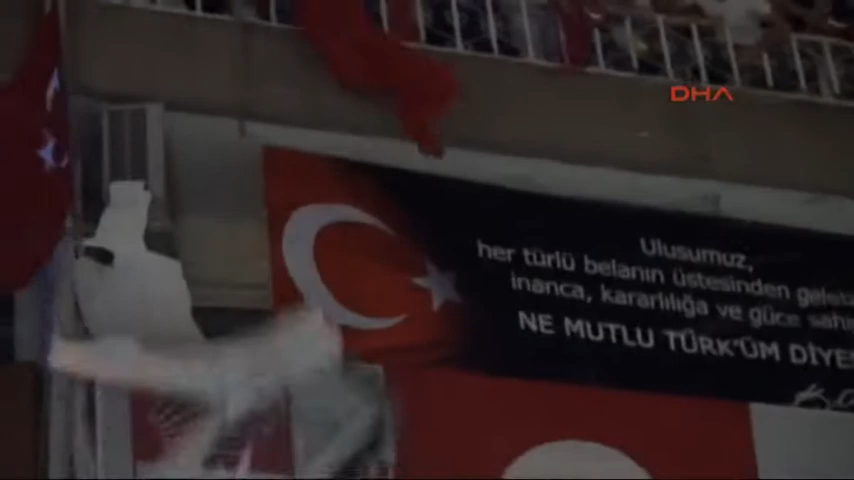 DHA
Ulusumuz,
her türlü belanın üstesinden
inanca, kararlılığa ve güce
NE MUTLU TÜRK'ÜM